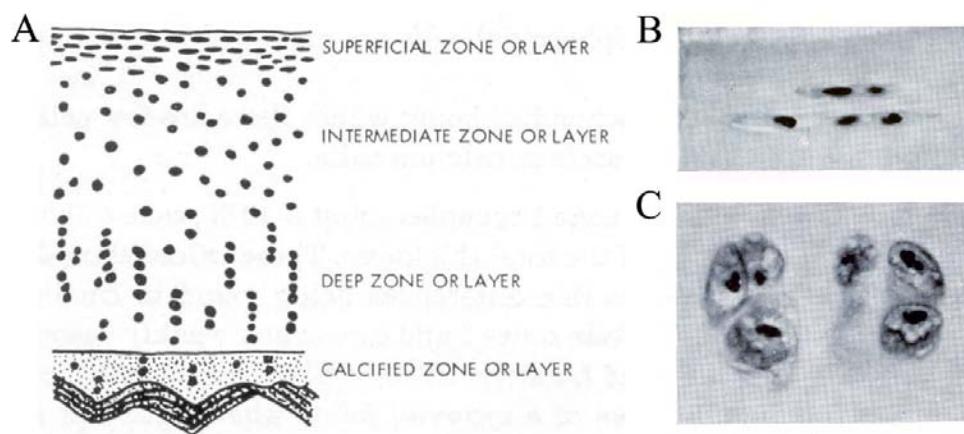 A
SUPERFICIAL ZONE OR LAYER
INTERMEDIATE ZONE OR LAYER
DEEP ZONE OR LAYER
CALCIFIED ZONE OR LAYER
B
C